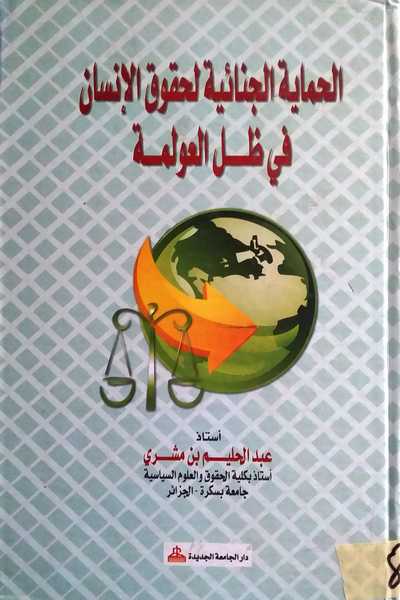 الحماية الجنائية لحقوق الإنسان
في ظل العولمة
أستاذ
عبد الحليم بن مشري
أستاذ بكلية الحقوق والعلوم السياسية
جامعة بسكرة - الجزائر
دار الجامعة الجديدة